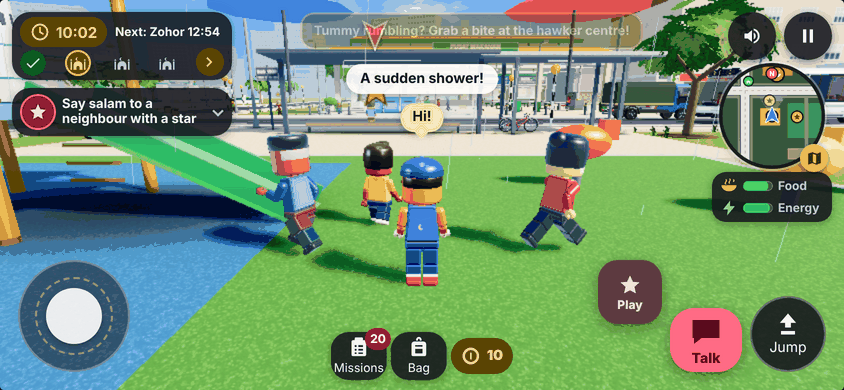 10:02
Next: Zohor 12:54
Say salam to a
neighbour with a star
Tummy rumbling? Grab a bite at the hawker centre!
A sudden shower!
Hi!
N
Food
Energy
Play
Talk
Jump
Missions
20
Bag
10